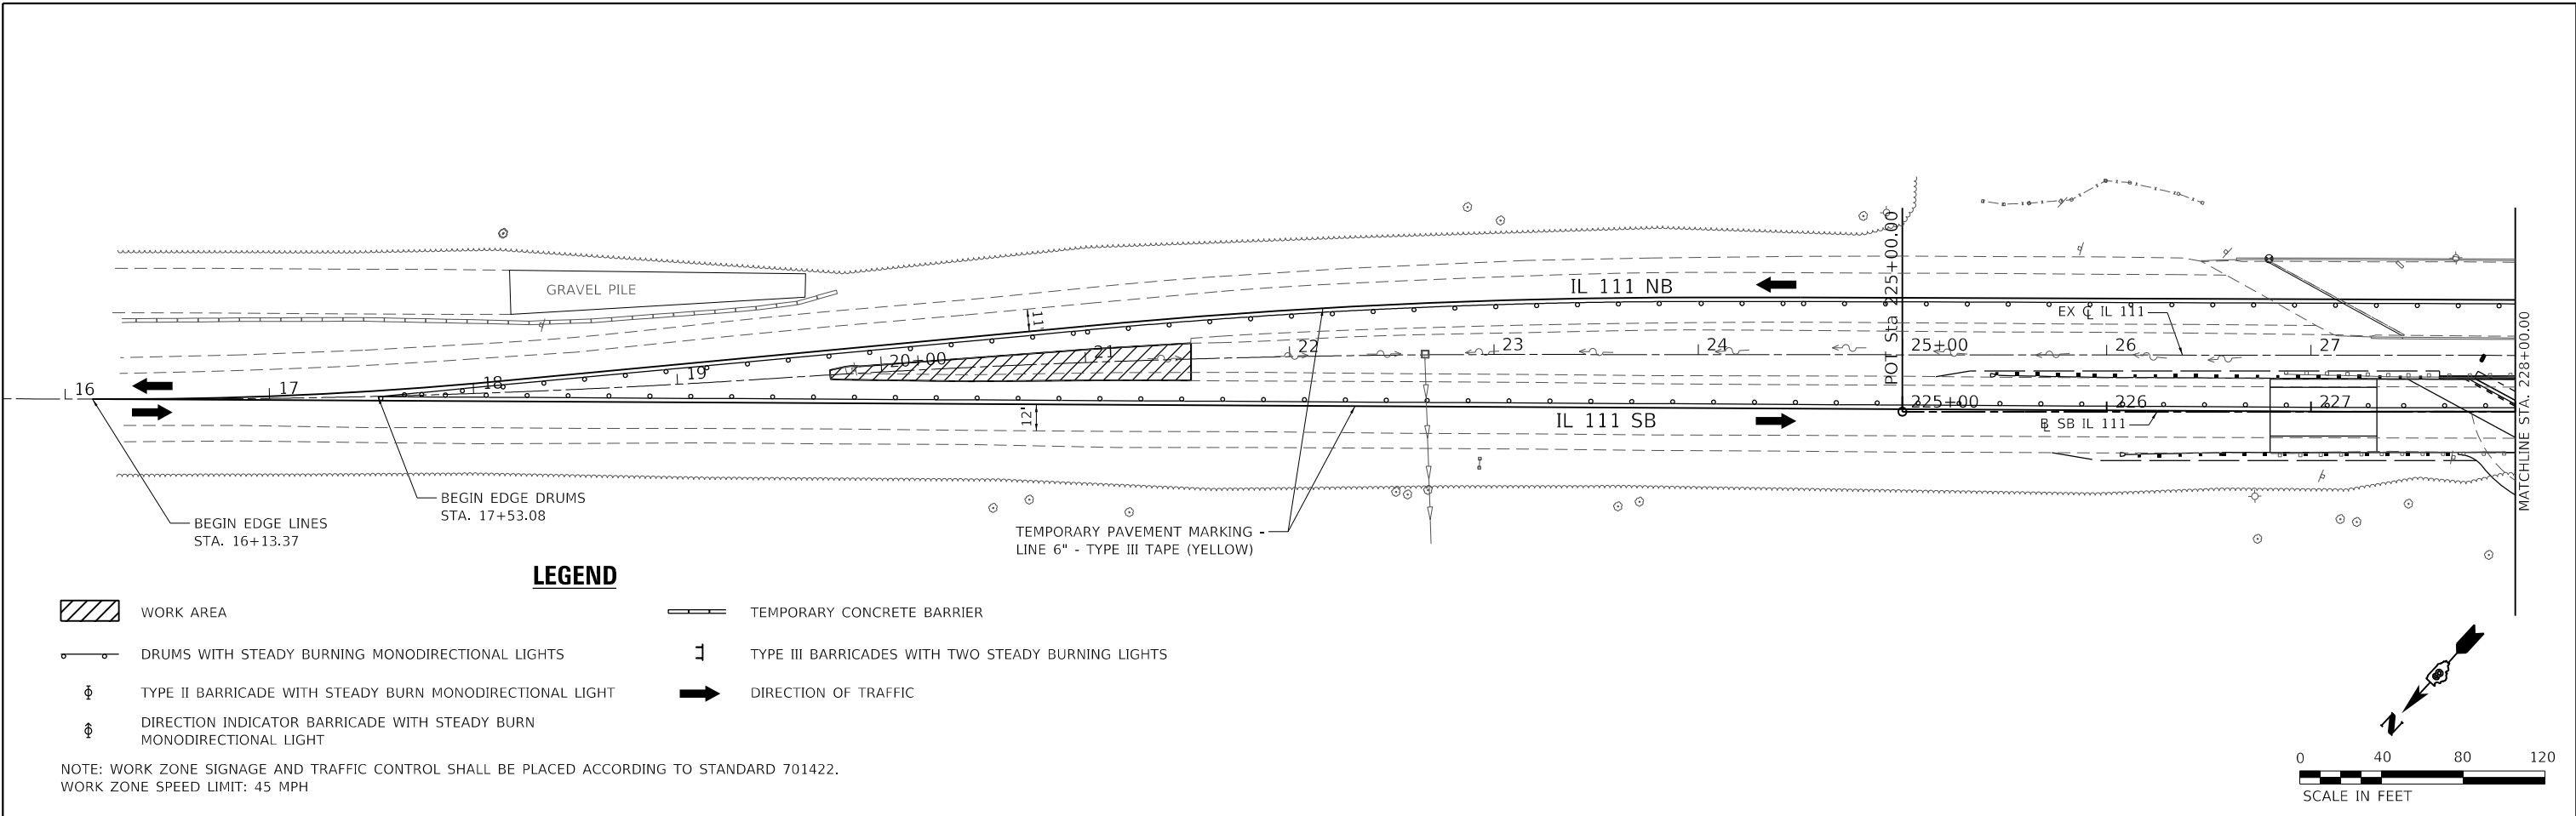 POT Sta 225+00.00
GRAVEL PILE
IL 111 NB
EX ℄ IL 111
11'
16
17
18
19
20+00
21
22
23
24
25+00
26
27
225+00
226
227
12'
IL 111 SB
B SB IL 111
MATCHLINE STA. 228+00.00
BEGIN EDGE LINES
STA. 16+13.37
BEGIN EDGE DRUMS
STA. 17+53.08
TEMPORARY PAVEMENT MARKING -
LINE 6" - TYPE III TAPE (YELLOW)
LEGEND
WORK AREA
DRUMS WITH STEADY BURNING MONODIRECTIONAL LIGHTS
TYPE II BARRICADE WITH STEADY BURN MONODIRECTIONAL LIGHT
DIRECTION INDICATOR BARRICADE WITH STEADY BURN
MONODIRECTIONAL LIGHT
TEMPORARY CONCRETE BARRIER
TYPE III BARRICADES WITH TWO STEADY BURNING LIGHTS
DIRECTION OF TRAFFIC
NOTE: WORK ZONE SIGNAGE AND TRAFFIC CONTROL SHALL BE PLACED ACCORDING TO STANDARD 701422.
WORK ZONE SPEED LIMIT: 45 MPH
N
0 40 80 120
SCALE IN FEET